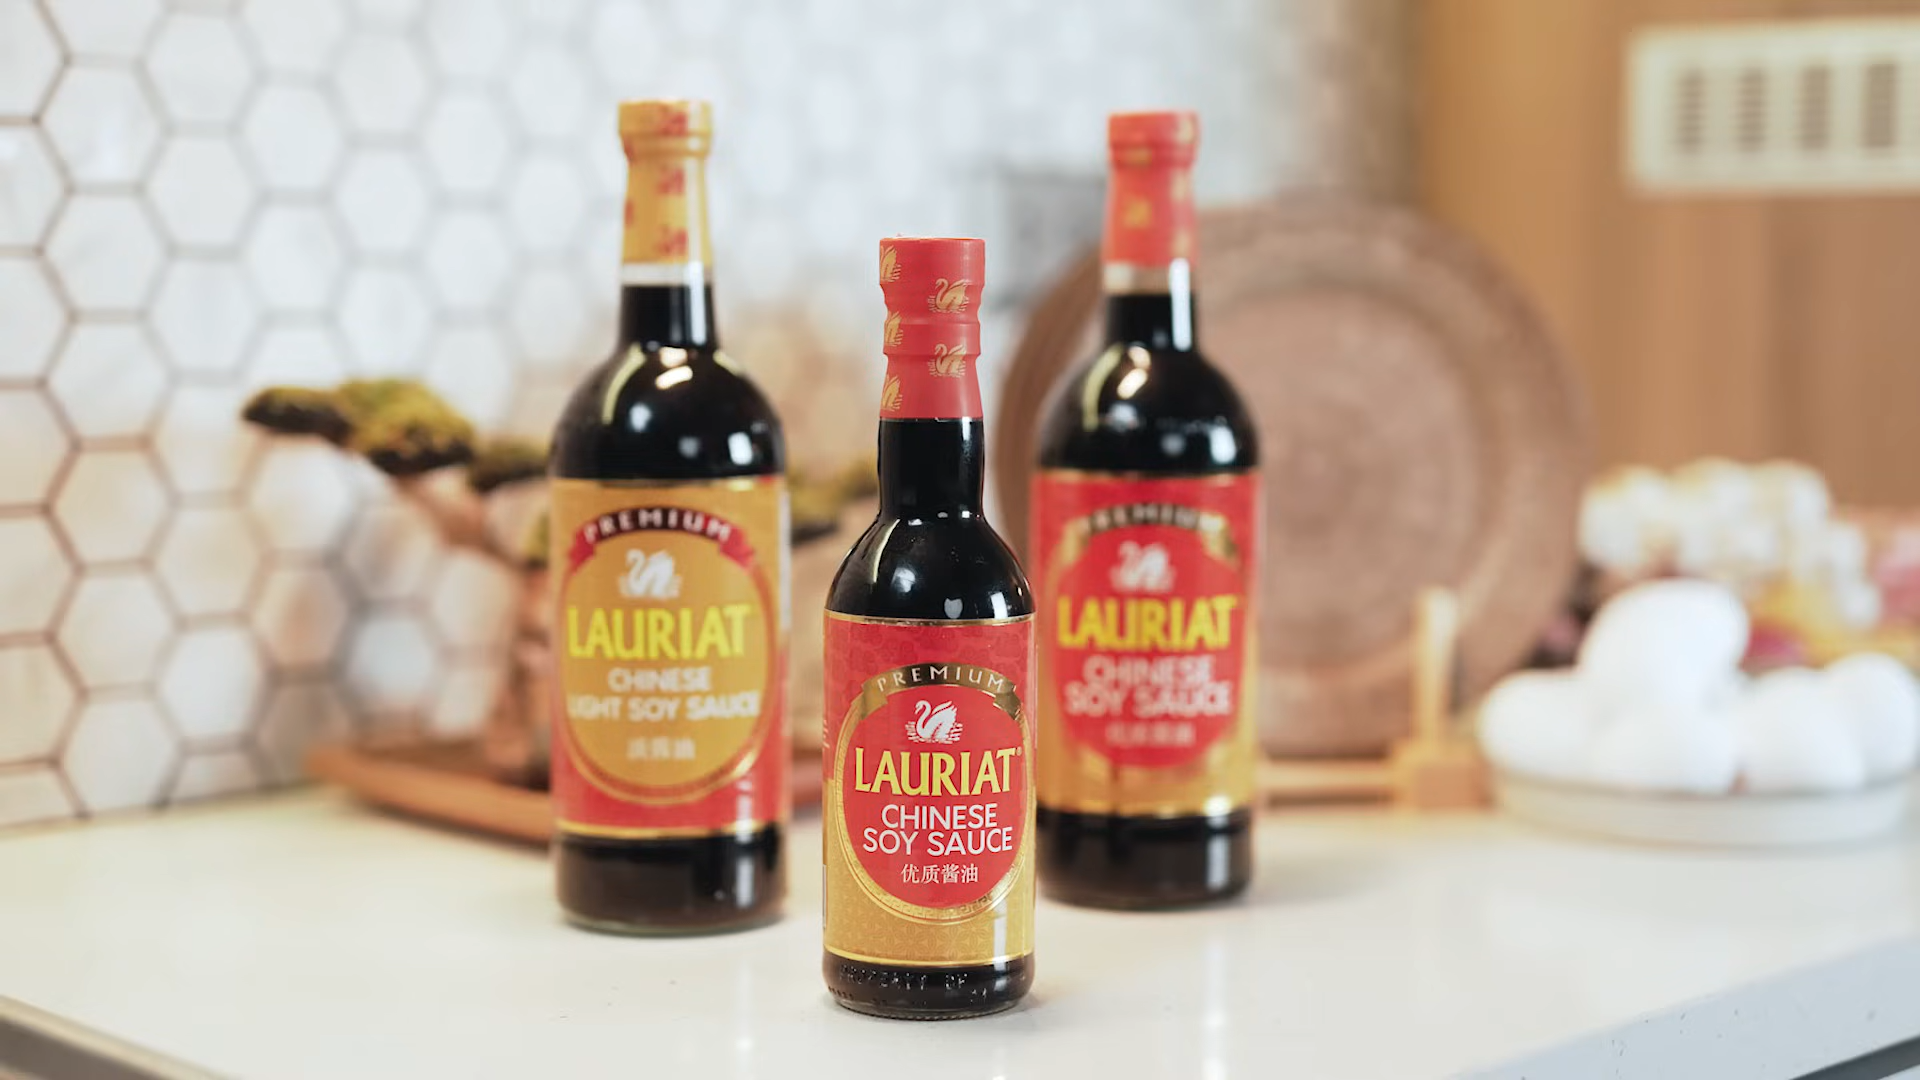 PREMIUM
LAURIAT
CHINESE
LIGHT SOY SAUCE
PREMIUM
LAURIAT®
CHINESE
SOY SAUCE
优质酱油
PREMIUM
LAURIAT
CHINESE
SOY SAUCE